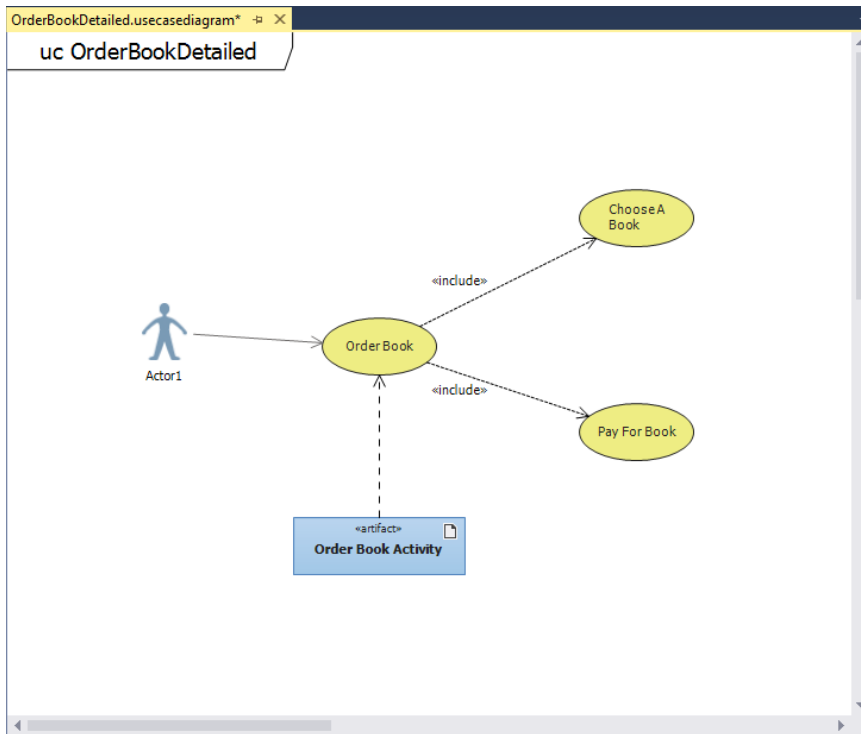 OrderBookDetailed.usecasediagram*
uc OrderBookDetailed
Choose A
Book
«include»
Order Book
Actor1
«include»
Pay For Book
«artifact»
Order Book Activity